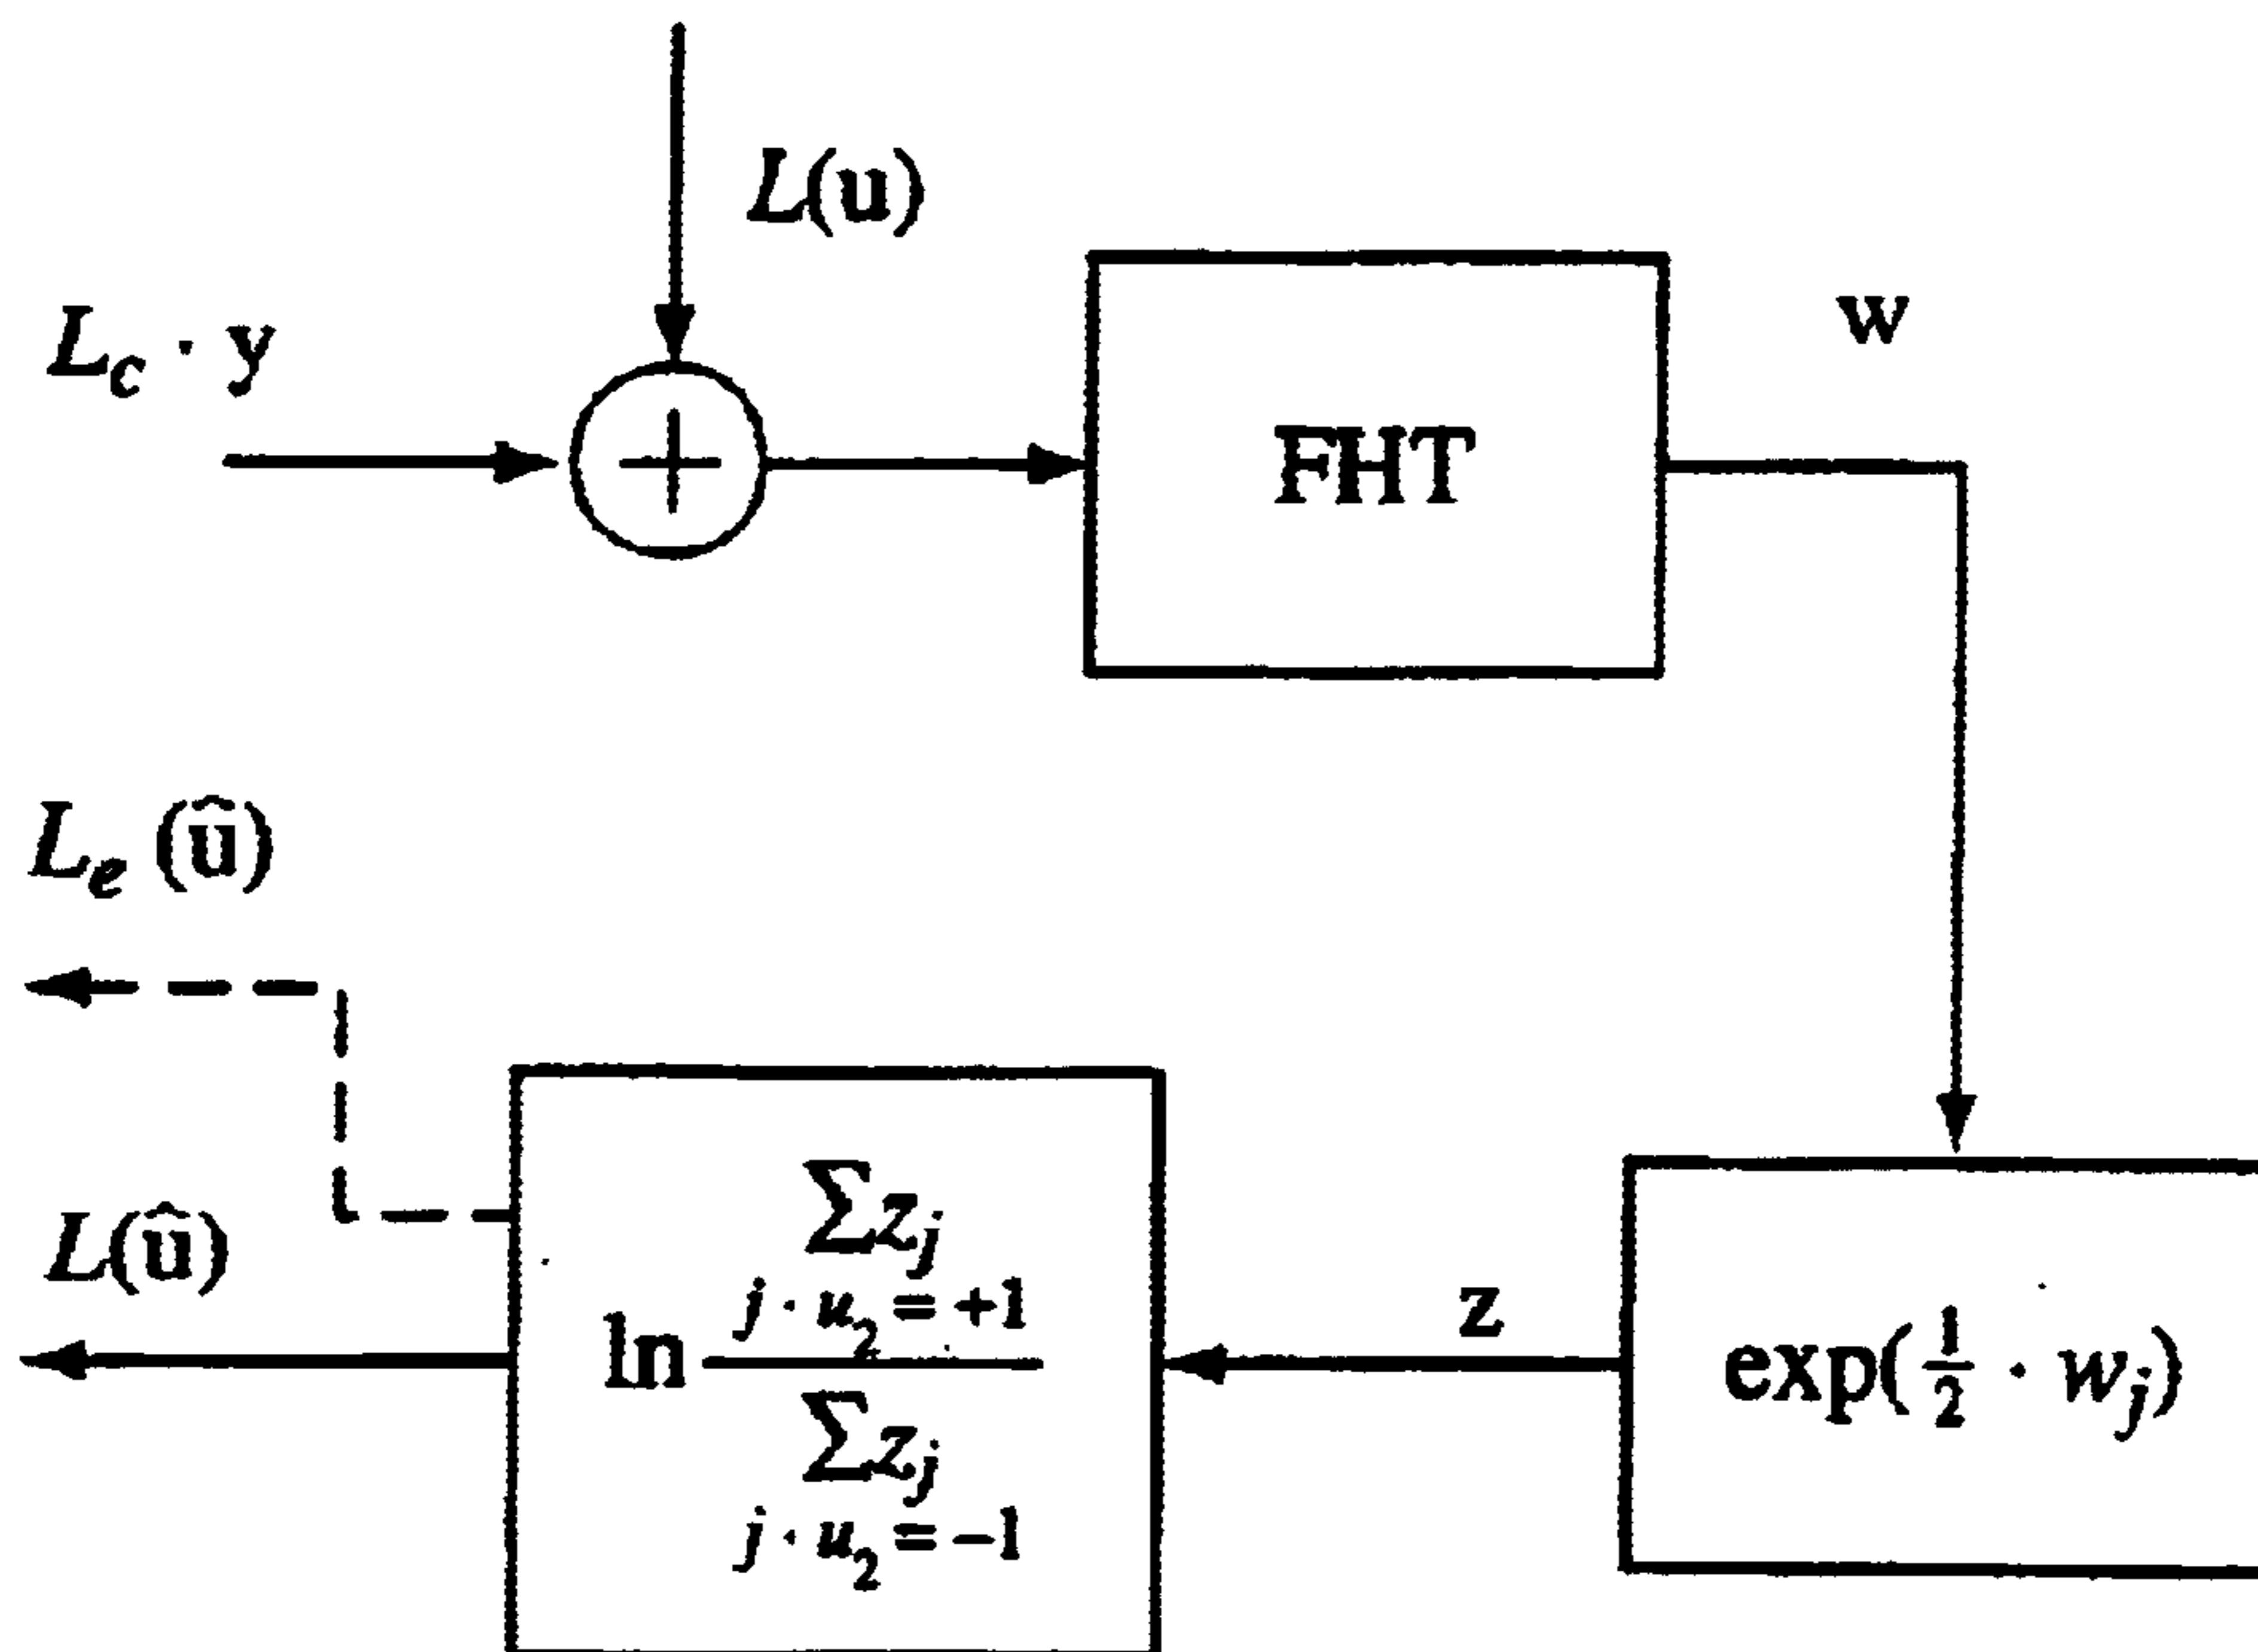 L(u)
L_c · y
FHT
w
L_e (û)
L(û)
ln
Σz_j
j · u_2 = +1
Σz_j
j · u_2 = −1
z
exp(1/2 · w_j)